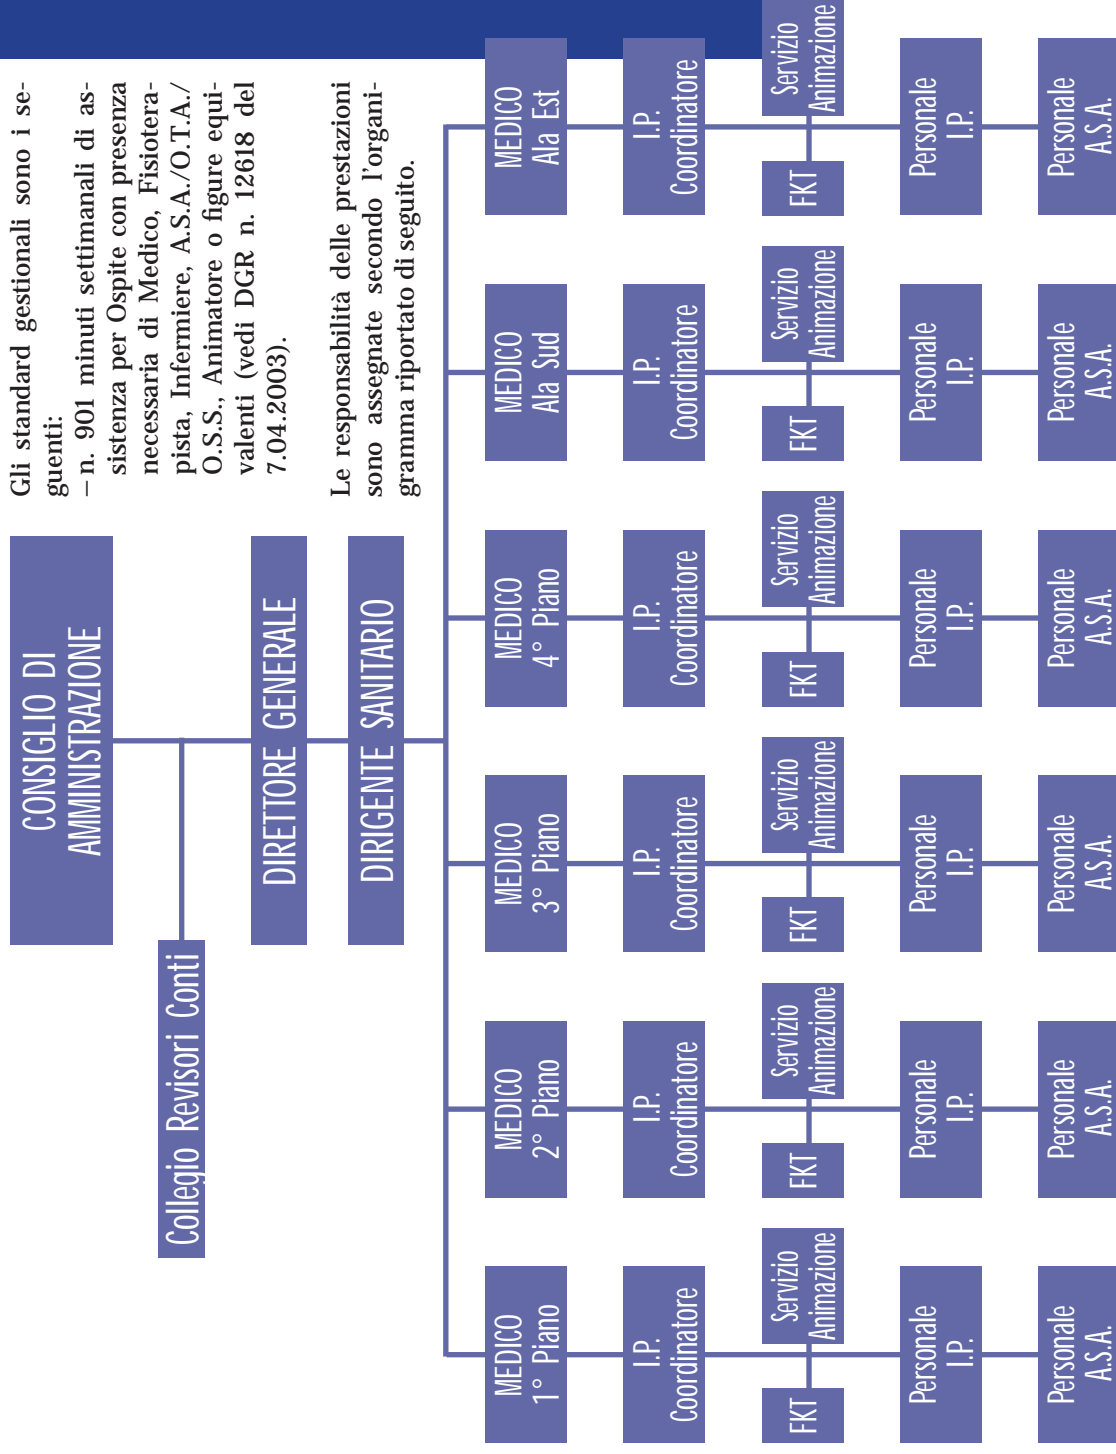 Gli standard gestionali sono i se-
guenti:
– n. 901 minuti settimanali di as-
sistenza per Ospite con presenza
necessaria di Medico, Fisiotera-
pista, Infermiere, A.S.A./O.T.A./
O.S.S., Animatore o figure equi-
valenti (vedi DGR n. 12618 del
7.04.2003).
Le responsabilità delle prestazioni
sono assegnate secondo l'organi-
gramma riportato di seguito.
CONSIGLIO DI
AMMINISTRAZIONE
Collegio Revisori Conti
DIRETTORE GENERALE
DIRIGENTE SANITARIO
MEDICO
1° Piano
MEDICO
2° Piano
MEDICO
3° Piano
MEDICO
4° Piano
MEDICO
Ala Sud
MEDICO
Ala Est
I.P.
Coordinatore
I.P.
Coordinatore
I.P.
Coordinatore
I.P.
Coordinatore
I.P.
Coordinatore
I.P.
Coordinatore
FKT
Servizio
Animazione
FKT
Servizio
Animazione
FKT
Servizio
Animazione
FKT
Servizio
Animazione
FKT
Servizio
Animazione
FKT
Servizio
Animazione
Personale
I.P.
Personale
I.P.
Personale
I.P.
Personale
I.P.
Personale
I.P.
Personale
I.P.
Personale
A.S.A.
Personale
A.S.A.
Personale
A.S.A.
Personale
A.S.A.
Personale
A.S.A.
Personale
A.S.A.